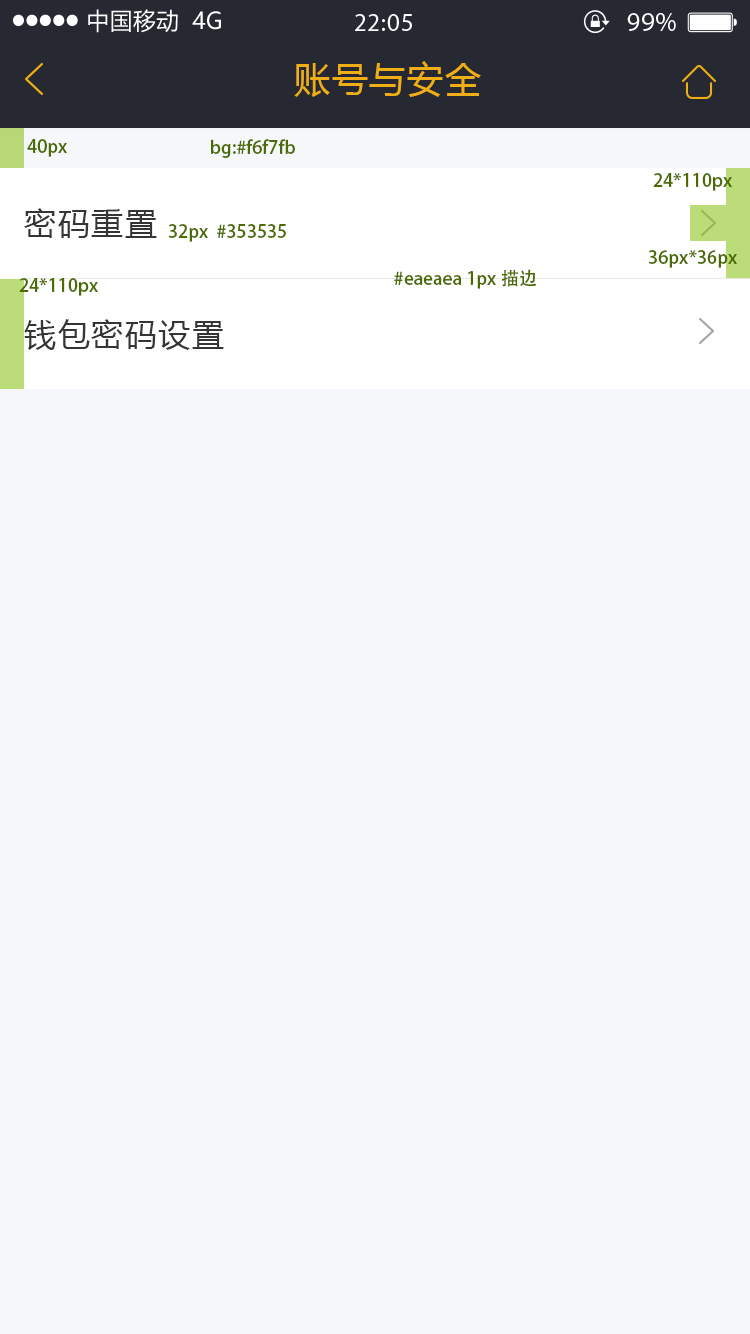 中国移动 4G 22:05 99%
账号与安全
40px bg:#f6f7fb
24*110px
密码重置 32px #353535
36px*36px
24*110px #eaeaea 1px 描边
钱包密码设置